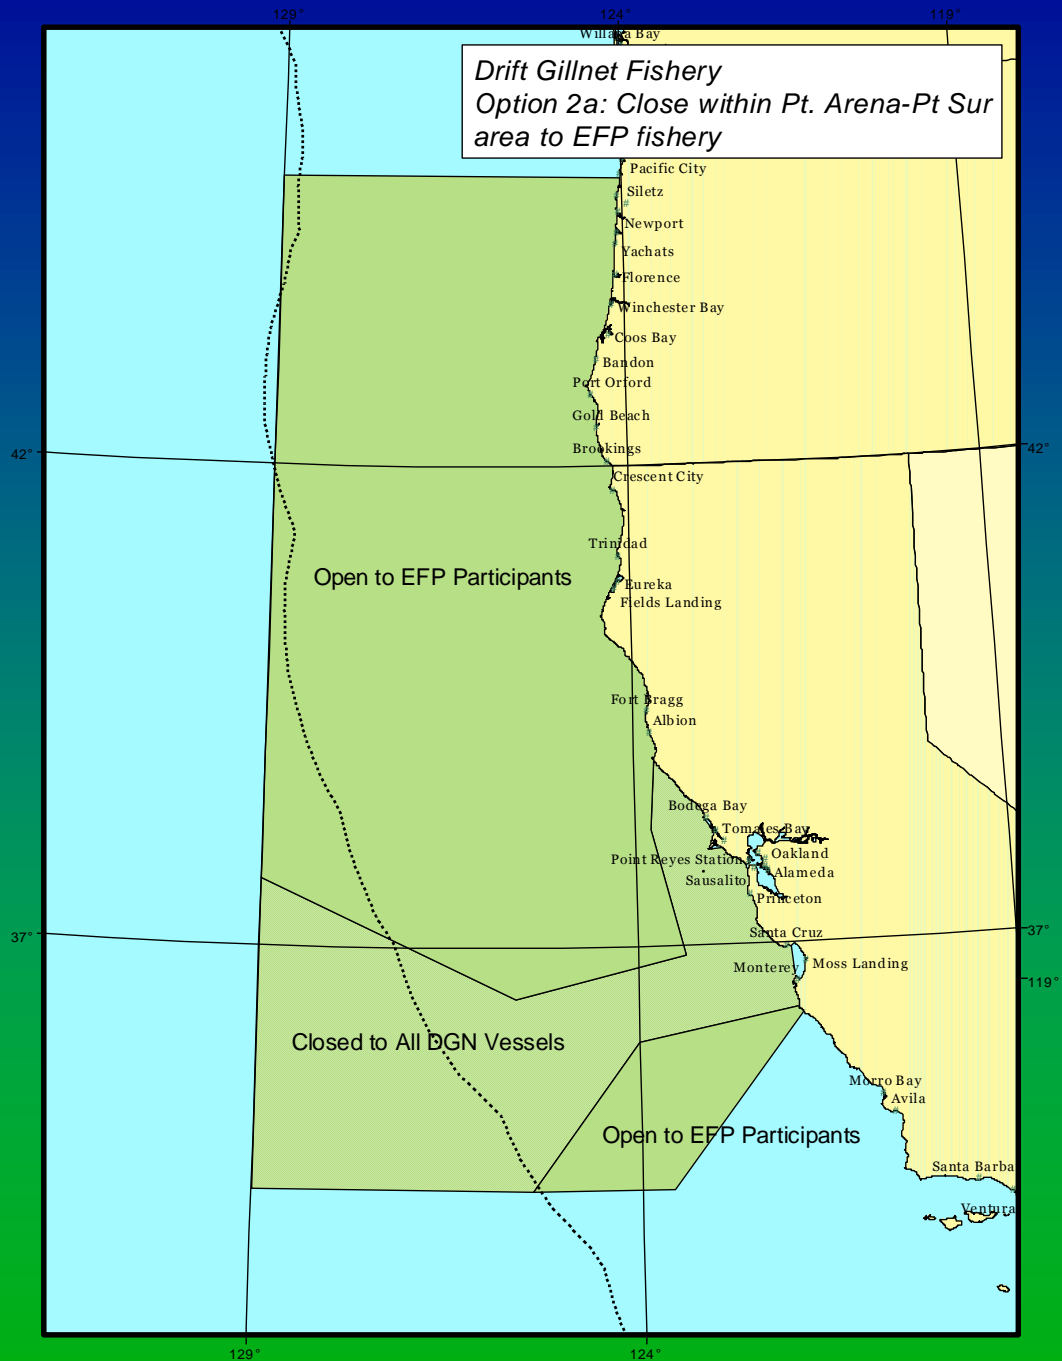 129°
124°
119°
Willapa Bay
Drift Gillnet Fishery
Option 2a: Close within Pt. Arena-Pt Sur
area to EFP fishery
Pacific City
Siletz
Newport
Yachats
Florence
Winchester Bay
Coos Bay
Bandon
Port Orford
Gold Beach
Brookings
42°
42°
Crescent City
Trinidad
Open to EFP Participants
Eureka
Fields Landing
Fort Bragg
Albion
Bodega Bay
Tomales Bay
Point Reyes Station
Oakland
Sausalito
Alameda
Princeton
37°
Santa Cruz
37°
Monterey
Moss Landing
119°
Closed to All DGN Vessels
Morro Bay
Avila
Open to EFP Participants
Santa Barba
Ventura
129°
124°